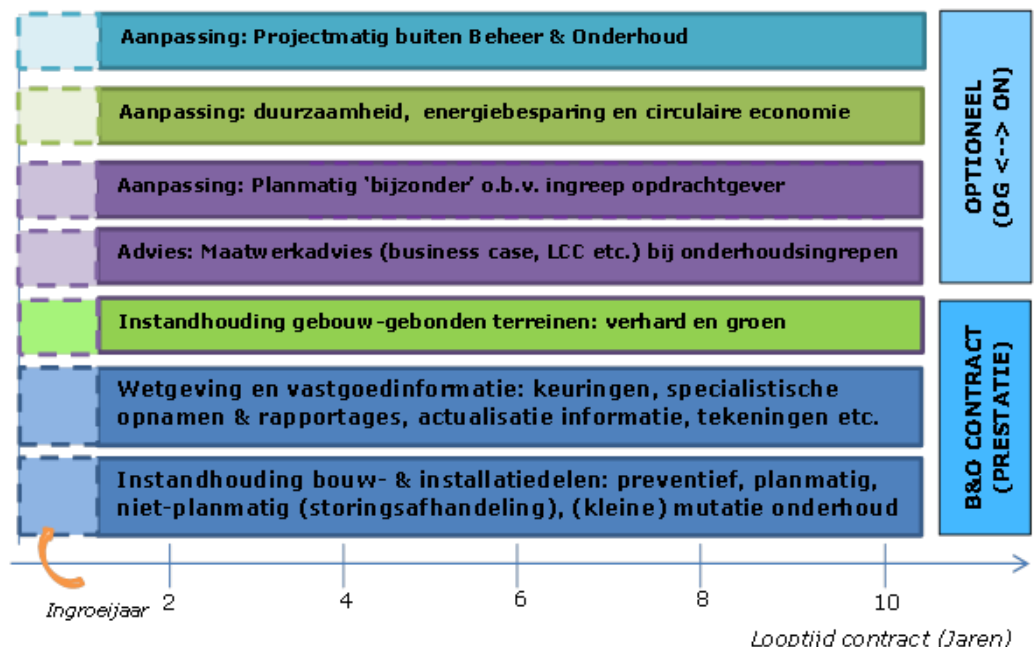 Aanpassing: Projectmatig buiten Beheer & Onderhoud
Aanpassing: duurzaamheid, energiebesparing en circulaire economie
Aanpassing: Planmatig 'bijzonder' o.b.v. ingreep opdrachtgever
Advies: Maatwerkadvies (business case, LCC etc.) bij onderhoudsingrepen
OPTIONEEL
(OG <--> ON)
Instandhouding gebouw-gebonden terreinen: verhard en groen
Wetgeving en vastgoedinformatie: keuringen, specialistische
opnamen & rapportages, actualisatie informatie, tekeningen etc.
Instandhouding bouw- & installatiedelen: preventief, planmatig,
niet-planmatig (storingsafhandeling), (kleine) mutatie onderhoud
B&O CONTRACT
(PRESTATIE)
Ingroeijaar
2 4 6 8 10
Looptijd contract (Jaren)